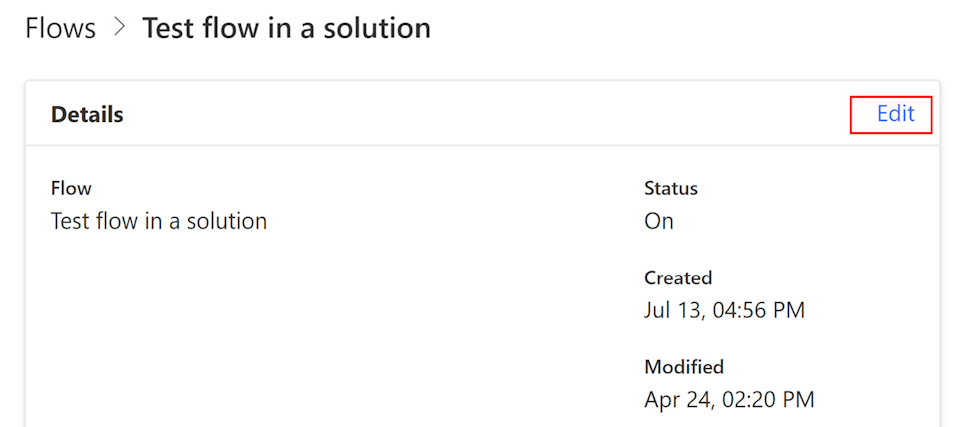 Flows > Test flow in a solution
Details
Edit
Flow
Test flow in a solution
Status
On
Created
Jul 13, 04:56 PM
Modified
Apr 24, 02:20 PM